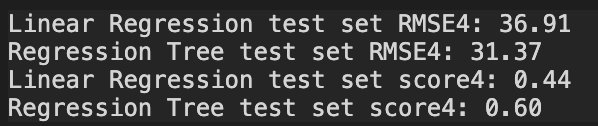 Linear Regression test set RMSE4: 36.91
Regression Tree test set RMSE4: 31.37
Linear Regression test set score4: 0.44
Regression Tree test set score4: 0.60